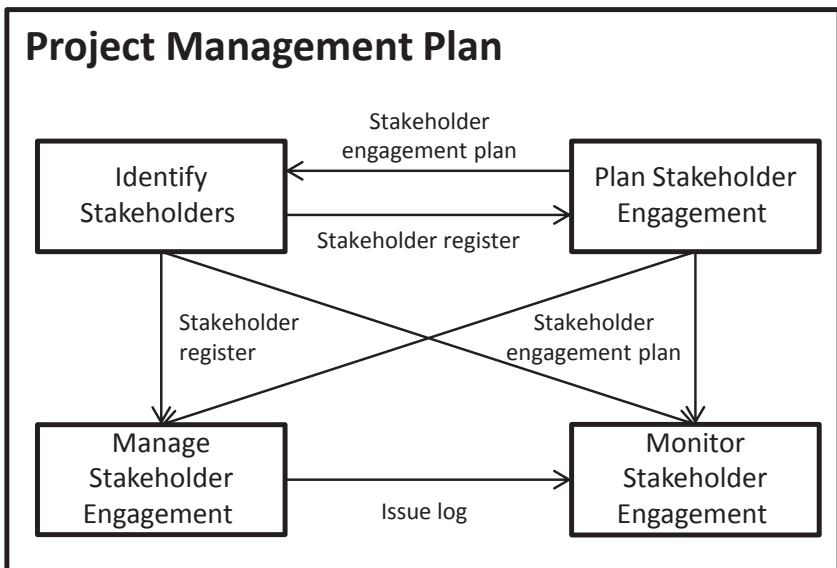 Project Management Plan
Stakeholder
engagement plan
Identify
Stakeholders
Plan Stakeholder
Engagement
Stakeholder register
Stakeholder
register
Stakeholder
engagement plan
Manage
Stakeholder
Engagement
Monitor
Stakeholder
Engagement
Issue log